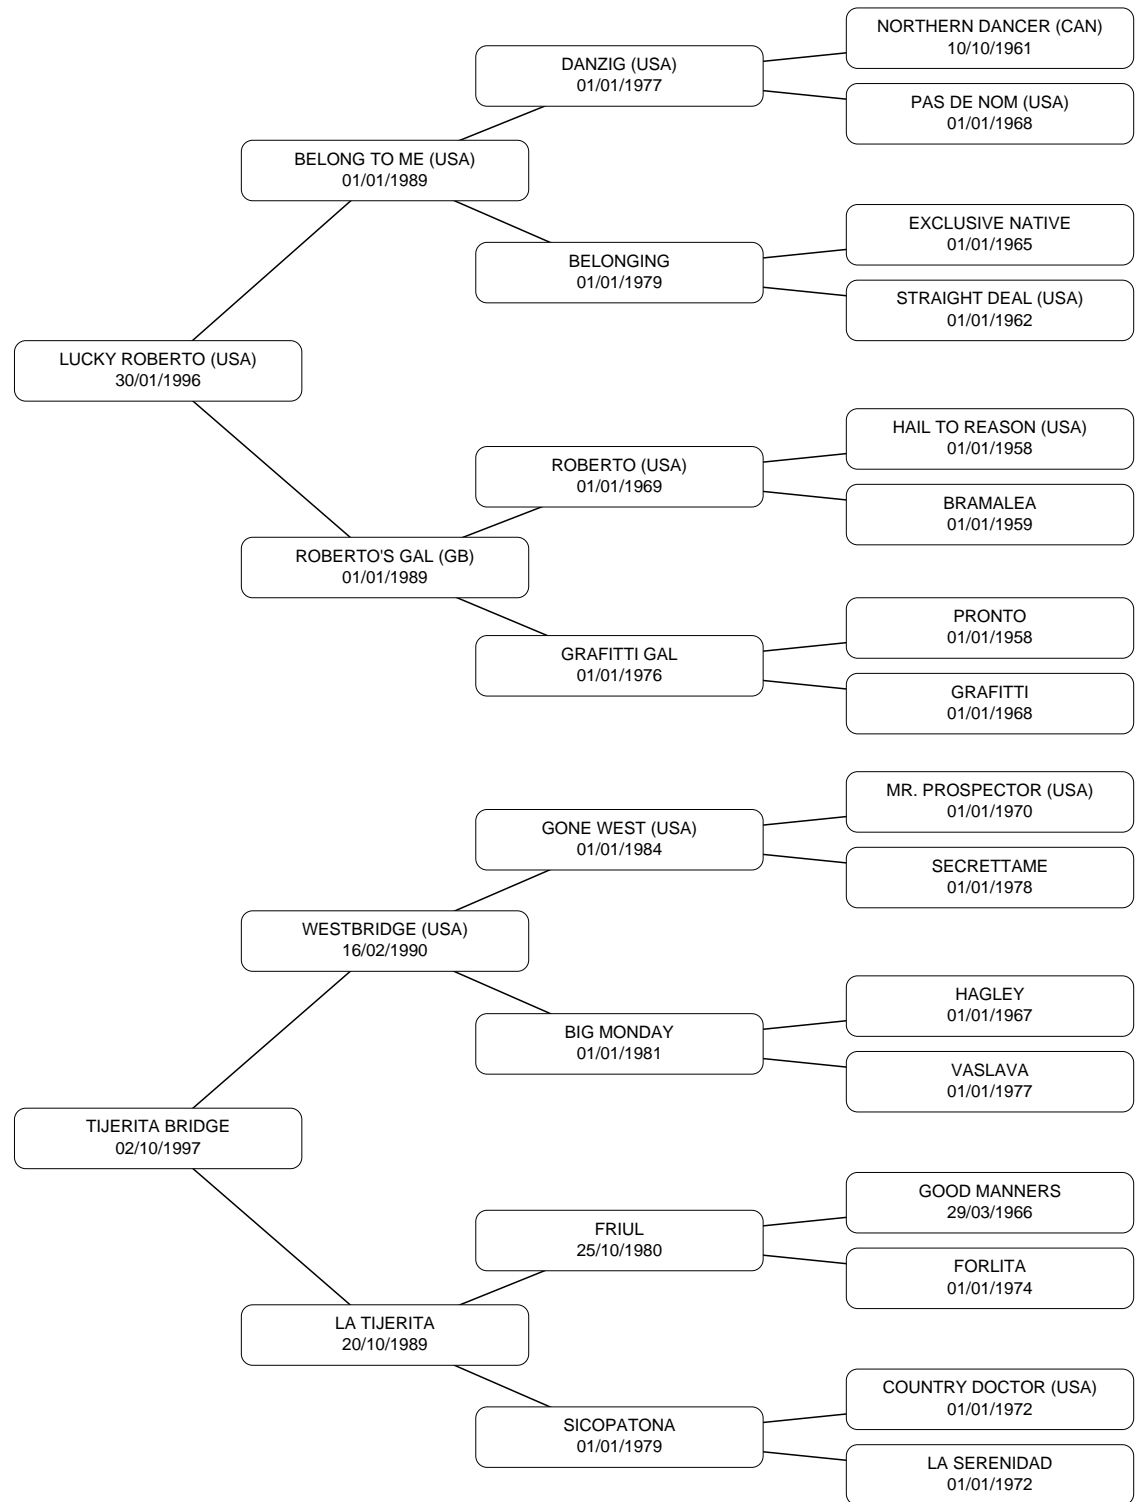 NORTHERN DANCER (CAN)
10/10/1961
DANZIG (USA)
01/01/1977
PAS DE NOM (USA)
01/01/1968
BELONG TO ME (USA)
01/01/1989
EXCLUSIVE NATIVE
01/01/1965
BELONGING
01/01/1979
STRAIGHT DEAL (USA)
01/01/1962
LUCKY ROBERTO (USA)
30/01/1996
HAIL TO REASON (USA)
01/01/1958
ROBERTO (USA)
01/01/1969
BRAMALEA
01/01/1959
ROBERTO'S GAL (GB)
01/01/1989
PRONTO
01/01/1958
GRAFITTI GAL
01/01/1976
GRAFITTI
01/01/1968
MR. PROSPECTOR (USA)
01/01/1970
GONE WEST (USA)
01/01/1984
SECRETTAME
01/01/1978
WESTBRIDGE (USA)
16/02/1990
HAGLEY
01/01/1967
BIG MONDAY
01/01/1981
VASLAVA
01/01/1977
TIJERITA BRIDGE
02/10/1997
GOOD MANNERS
29/03/1966
FRIUL
25/10/1980
FORLITA
01/01/1974
LA TIJERITA
20/10/1989
COUNTRY DOCTOR (USA)
01/01/1972
SICOPATONA
01/01/1979
LA SERENIDAD
01/01/1972